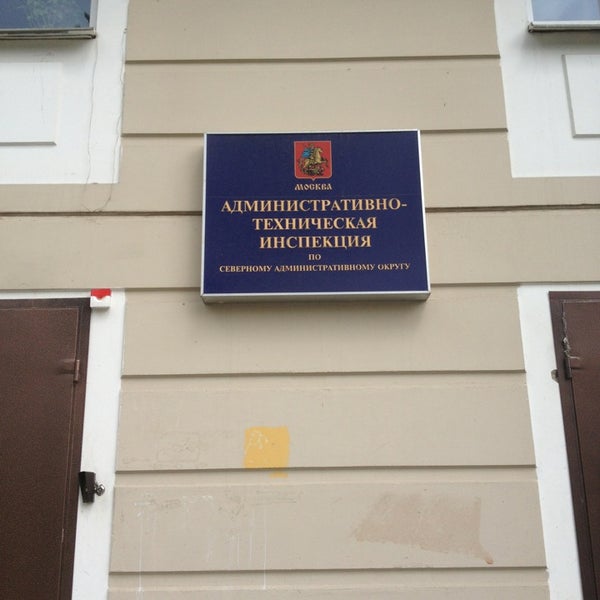 МОСКВА
АДМИНИСТРАТИВНО-
ТЕХНИЧЕСКАЯ
ИНСПЕКЦИЯ
ПО
СЕВЕРНОМУ АДМИНИСТРАТИВНОМУ ОКРУГУ